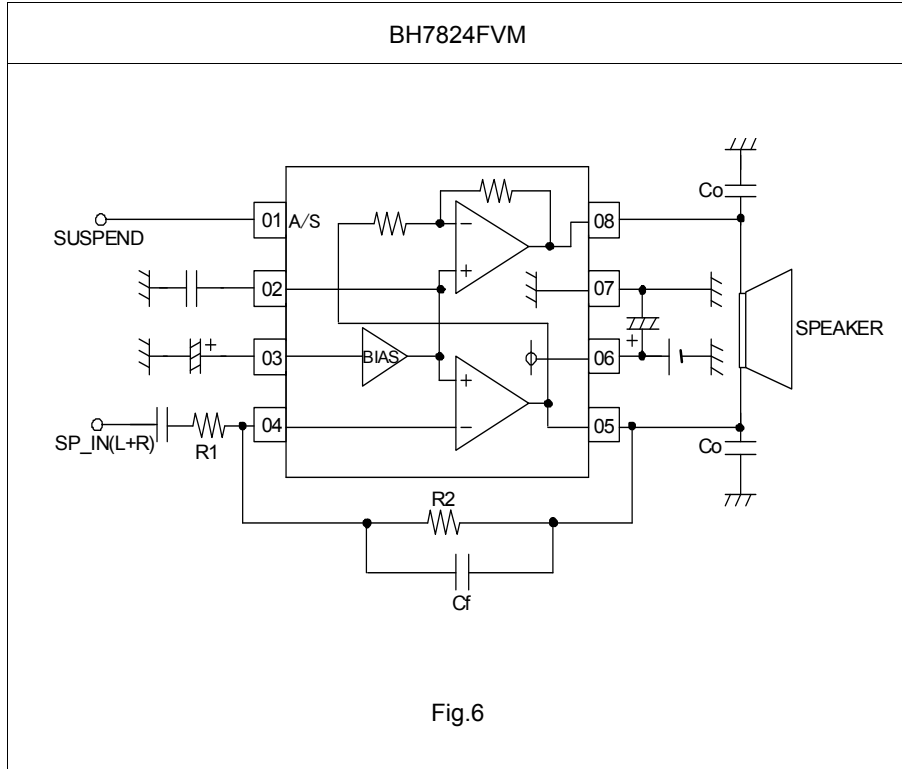 BH7824FVM
Co
01 A/S
08
SUSPEND
02
07
+
SPEAKER
+
03
BIAS
06
+
+
04
05
SP_IN(L+R)
R1
Co
R2
Cf
Fig.6